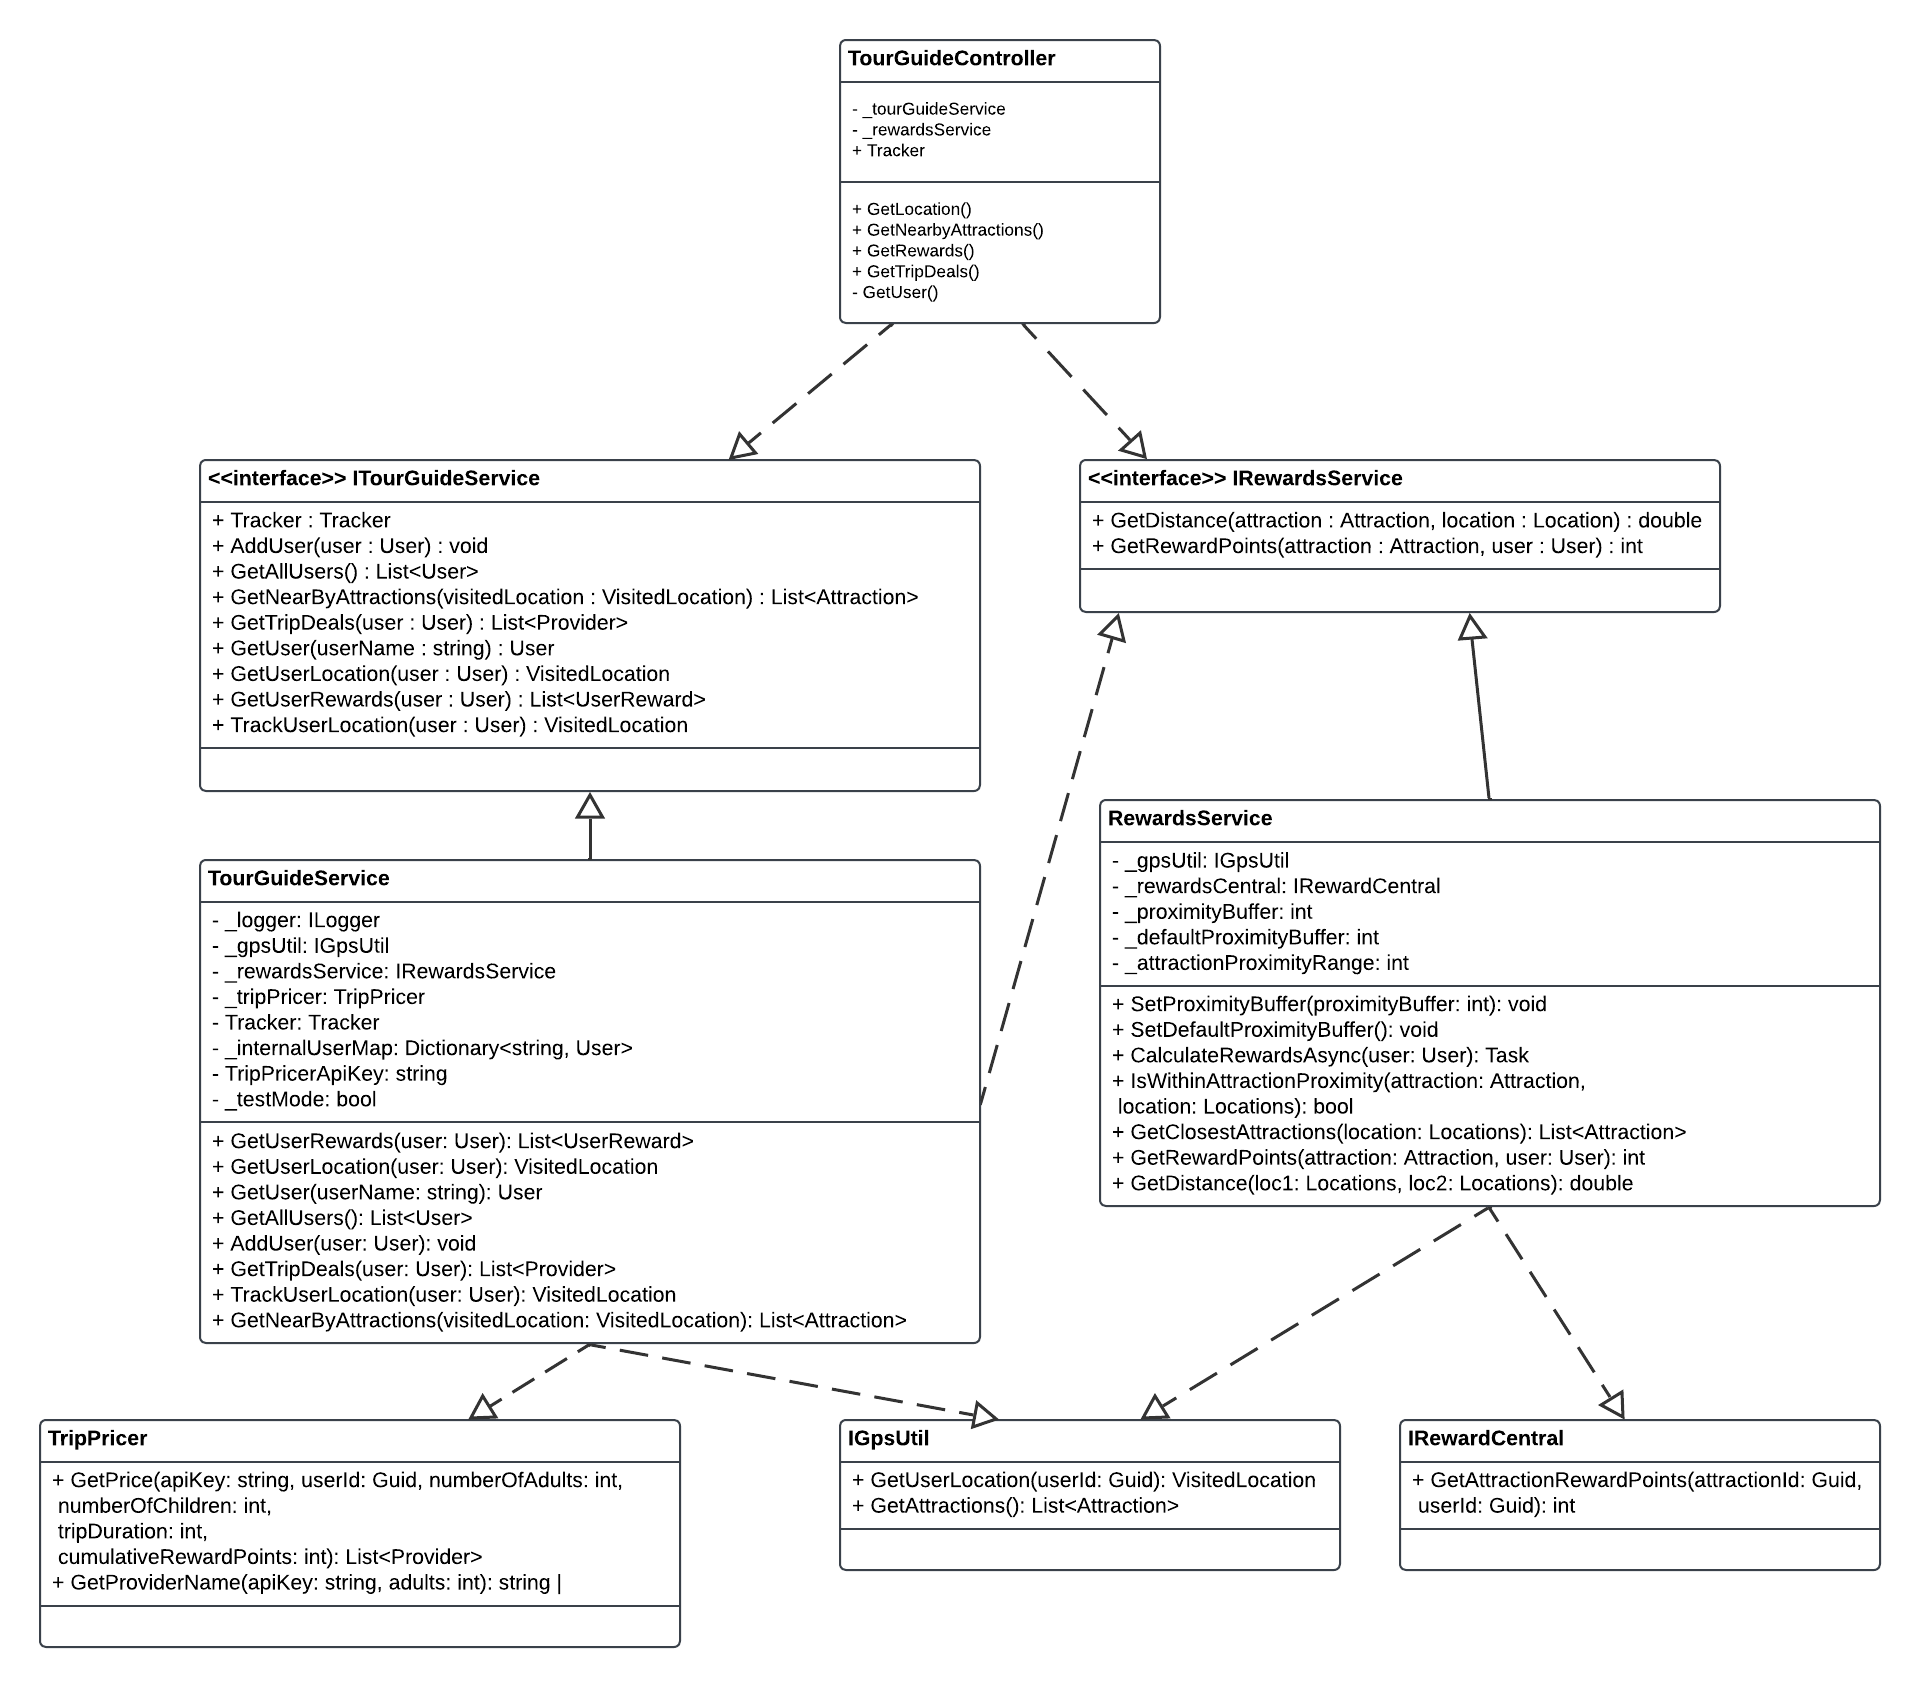 TourGuideController
- _tourGuideService
- _rewardsService
+ Tracker
+ GetLocation()
+ GetNearbyAttractions()
+ GetRewards()
+ GetTripDeals()
- GetUser()
<<interface>> ITourGuideService
+ Tracker : Tracker
+ AddUser(user : User) : void
+ GetAllUsers() : List<User>
+ GetNearByAttractions(visitedLocation : VisitedLocation) : List<Attraction>
+ GetTripDeals(user : User) : List<Provider>
+ GetUser(userName : string) : User
+ GetUserLocation(user : User) : VisitedLocation
+ GetUserRewards(user : User) : List<UserReward>
+ TrackUserLocation(user : User) : VisitedLocation
<<interface>> IRewardsService
+ GetDistance(attraction : Attraction, location : Location) : double
+ GetRewardPoints(attraction : Attraction, user : User) : int
TourGuideService
- _logger: ILogger
- _gpsUtil: IGpsUtil
- _rewardsService: IRewardsService
- _tripPricer: TripPricer
- Tracker: Tracker
- _internalUserMap: Dictionary<string, User>
- TripPricerApiKey: string
- _testMode: bool
+ GetUserRewards(user: User): List<UserReward>
+ GetUserLocation(user: User): VisitedLocation
+ GetUser(userName: string): User
+ GetAllUsers(): List<User>
+ AddUser(user: User): void
+ GetTripDeals(user: User): List<Provider>
+ TrackUserLocation(user: User): VisitedLocation
+ GetNearByAttractions(visitedLocation: VisitedLocation): List<Attraction>
RewardsService
- _gpsUtil: IGpsUtil
- _rewardsCentral: IRewardCentral
- _proximityBuffer: int
- _defaultProximityBuffer: int
- _attractionProximityRange: int
+ SetProximityBuffer(proximityBuffer: int): void
+ SetDefaultProximityBuffer(): void
+ CalculateRewardsAsync(user: User): Task
+ IsWithinAttractionProximity(attraction: Attraction,
location: Locations): bool
+ GetClosestAttractions(location: Locations): List<Attraction>
+ GetRewardPoints(attraction: Attraction, user: User): int
+ GetDistance(loc1: Locations, loc2: Locations): double
TripPricer
+ GetPrice(apiKey: string, userId: Guid, numberOfAdults: int,
numberOfChildren: int,
tripDuration: int,
cumulativeRewardPoints: int): List<Provider>
+ GetProviderName(apiKey: string, adults: int): string |
IGpsUtil
+ GetUserLocation(userId: Guid): VisitedLocation
+ GetAttractions(): List<Attraction>
IRewardCentral
+ GetAttractionRewardPoints(attractionId: Guid,
userId: Guid): int